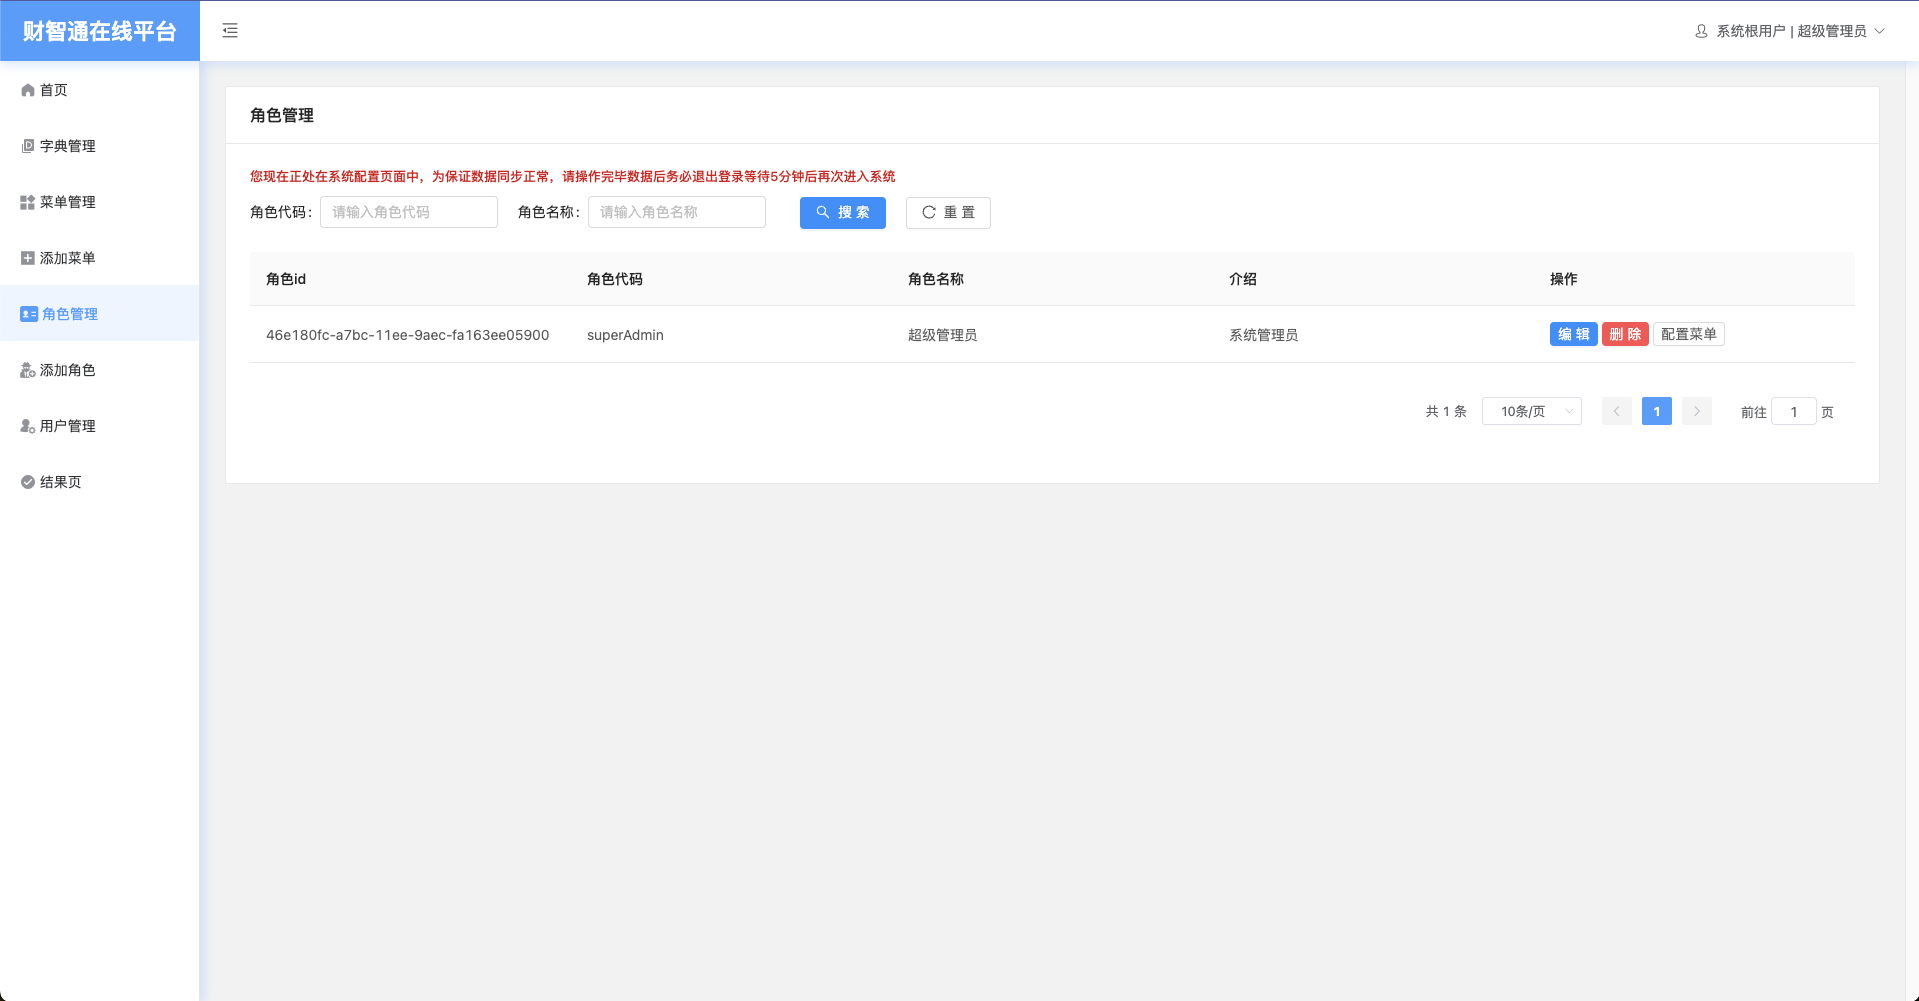 财智通在线平台
系统根用户 | 超级管理员
首页
字典管理
菜单管理
添加菜单
角色管理
添加角色
用户管理
结果页
角色管理
您现在正处在系统配置页面中，为保证数据同步正常，请操作完毕数据后务必退出登录等待5分钟后再次进入系统
角色代码： 请输入角色代码 角色名称： 请输入角色名称 搜 索 重 置
角色id 角色代码 角色名称 介绍 操作
46e180fc-a7bc-11ee-9aec-fa163ee05900 superAdmin 超级管理员 系统管理员 编 辑 删 除 配置菜单
共 1 条 10条/页 1 前往 1 页